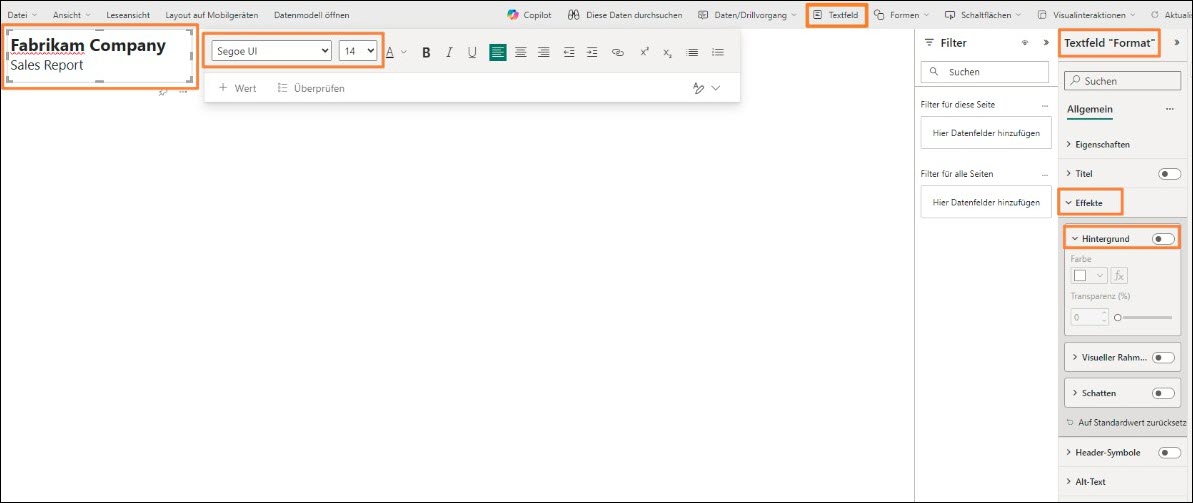 Datei Ansicht Leseansicht Layout auf Mobilgeräten Datenmodell öffnen Copilot Diese Daten durchsuchen Daten/Drillvorgang Textfeld Formen Schaltflächen Visualinteraktionen Aktuali
Fabrikam Company
Sales Report
Segoe UI 14 A B I U x² x₂
+ Wert Überprüfen
Filter
Suchen
Filter für diese Seite ...
Hier Datenfelder hinzufügen
Filter für alle Seiten ...
Hier Datenfelder hinzufügen
Textfeld "Format"
Suchen
Allgemein ...
Eigenschaften
Titel
Effekte
Hintergrund
Farbe
fx
Transparenz (%)
0
Visueller Rahm...
Schatten
Auf Standardwert zurücksetz
Header-Symbole
Alt-Text